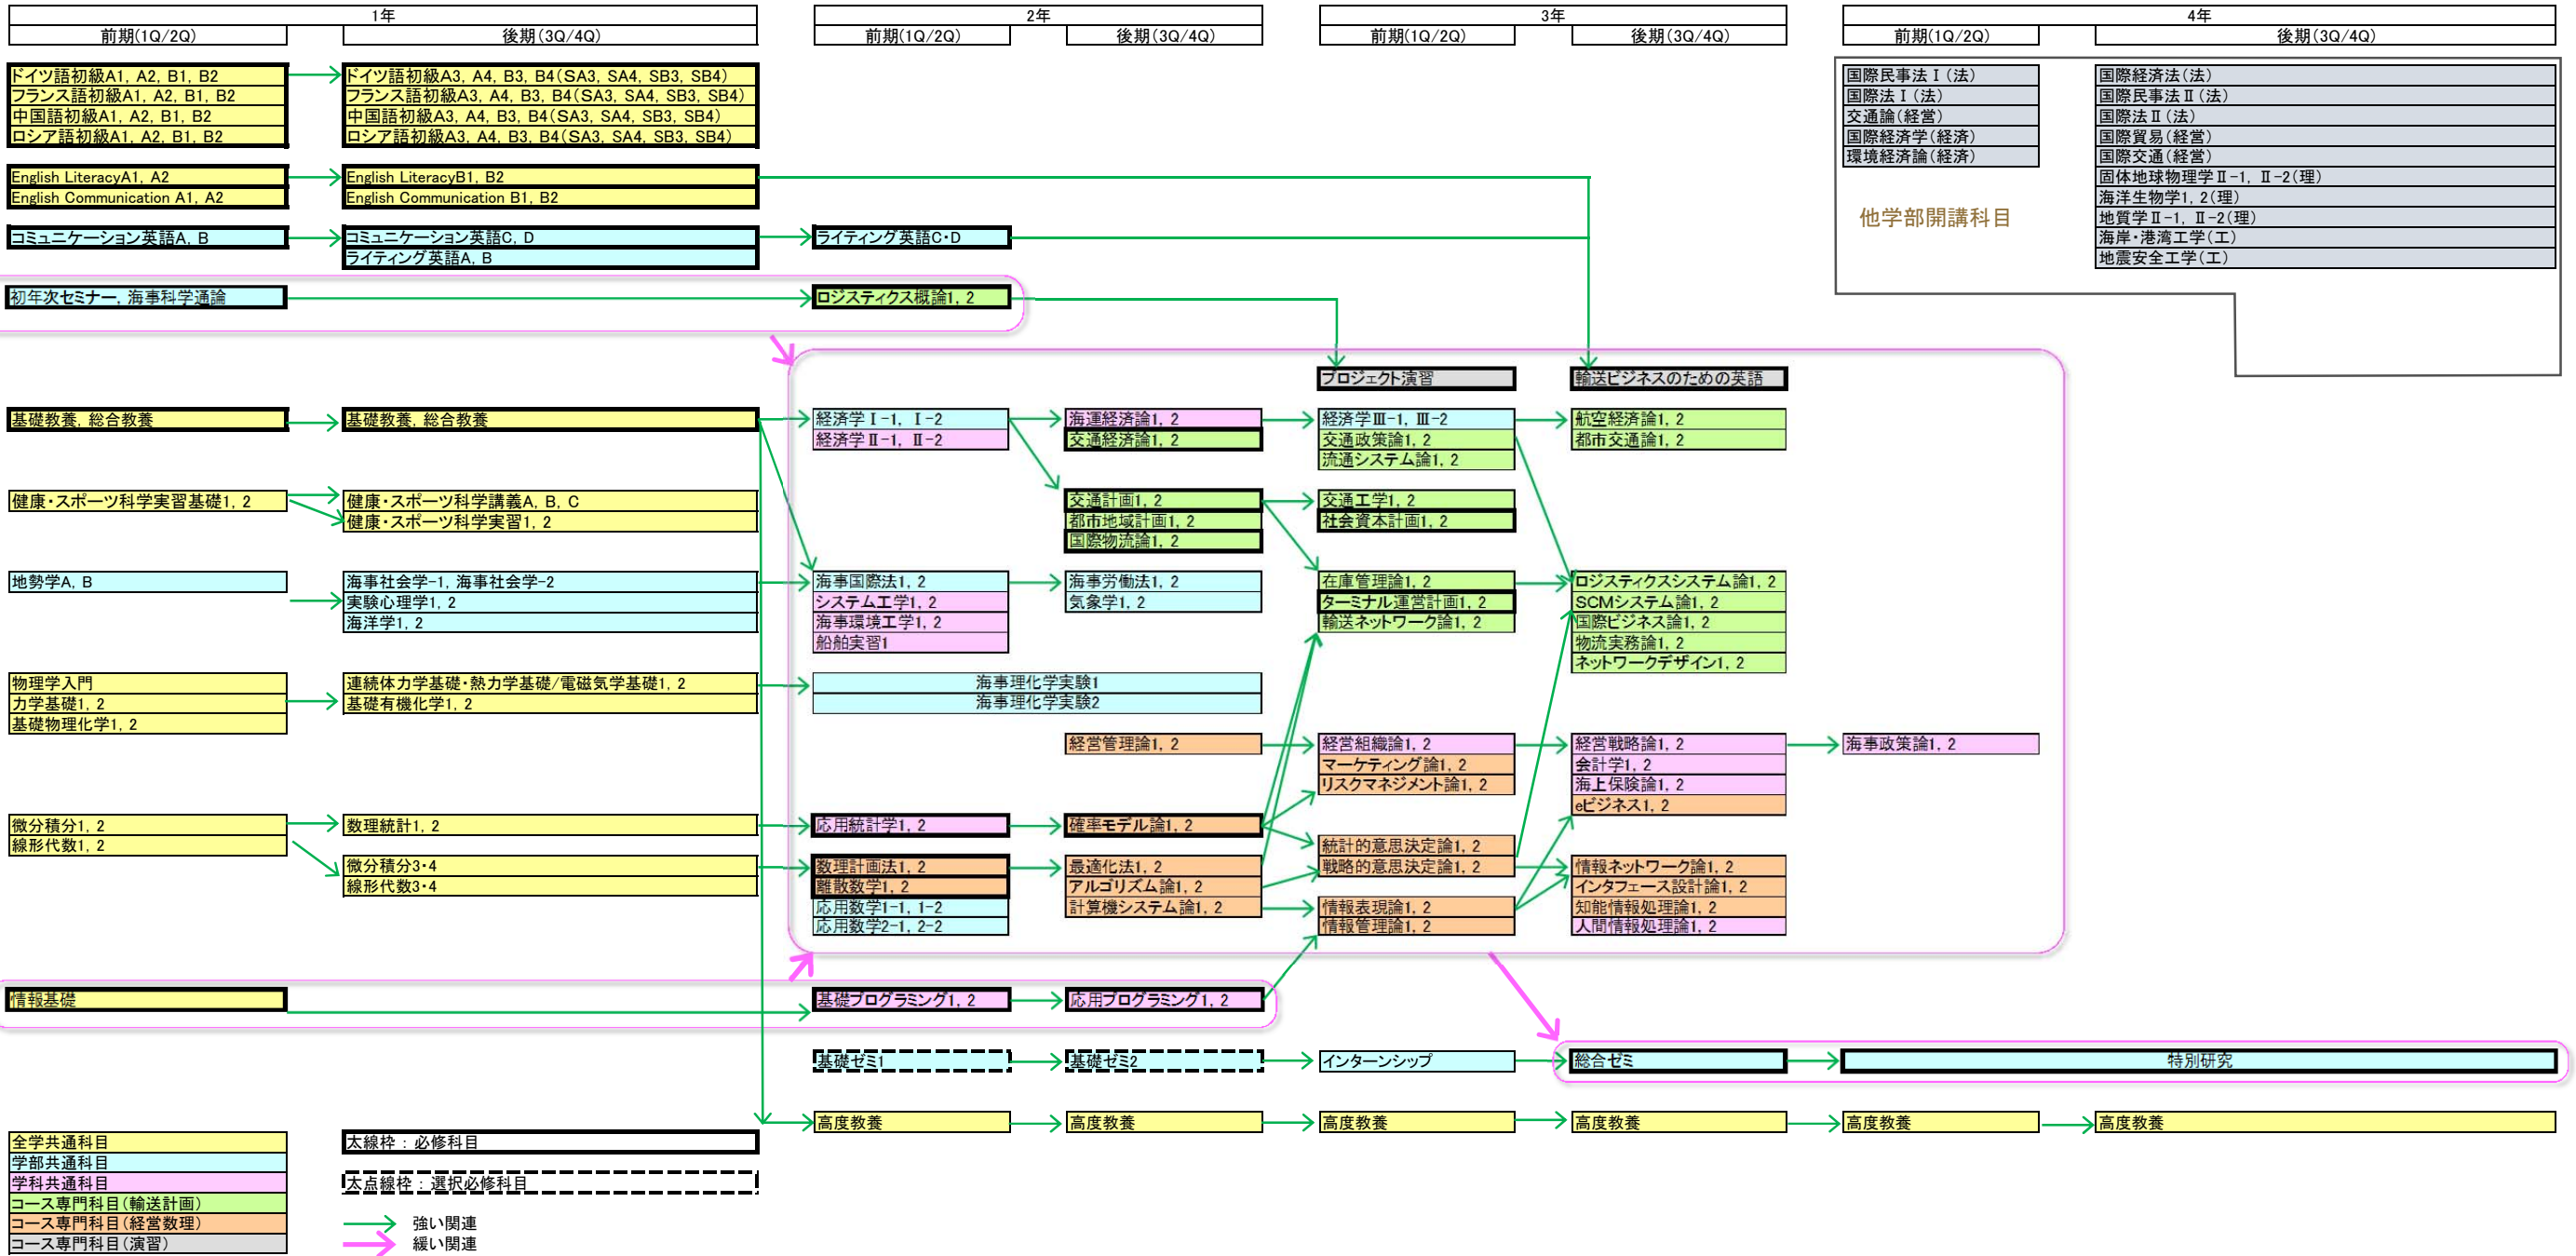 1年
2年
3年
4年
前期(1Q/2Q)
後期(3Q/4Q)
前期(1Q/2Q)
後期(3Q/4Q)
前期(1Q/2Q)
後期(3Q/4Q)
前期(1Q/2Q)
後期(3Q/4Q)
ドイツ語初級A1, A2, B1, B2
フランス語初級A1, A2, B1, B2
中国語初級A1, A2, B1, B2
ロシア語初級A1, A2, B1, B2
ドイツ語初級A3, A4, B3, B4(SA3, SA4, SB3, SB4)
フランス語初級A3, A4, B3, B4(SA3, SA4, SB3, SB4)
中国語初級A3, A4, B3, B4(SA3, SA4, SB3, SB4)
ロシア語初級A3, A4, B3, B4(SA3, SA4, SB3, SB4)
国際民事法Ⅰ(法)
国際法Ⅰ(法)
交通論(経営)
国際経済学(経済)
環境経済論(経済)
他学部開講科目
国際経済法(法)
国際民事法Ⅱ(法)
国際法Ⅱ(法)
国際貿易(経営)
国際交通(経営)
固体地球物理学Ⅱ-1, Ⅱ-2(理)
海洋生物学1, 2(理)
地質学Ⅱ-1, Ⅱ-2(理)
海岸・港湾工学(工)
地震安全工学(工)
English LiteracyA1, A2
English Communication A1, A2
English LiteracyB1, B2
English Communication B1, B2
コミュニケーション英語A, B
コミュニケーション英語C, D
ライティング英語A, B
ライティング英語C・D
初年次セミナー, 海事科学通論
ロジスティクス概論1, 2
プロジェクト演習
輸送ビジネスのための英語
基礎教養, 総合教養
基礎教養, 総合教養
経済学Ⅰ-1, Ⅰ-2
経済学Ⅱ-1, Ⅱ-2
海運経済論1, 2
交通経済論1, 2
経済学Ⅲ-1, Ⅲ-2
交通政策論1, 2
流通システム論1, 2
航空経済論1, 2
都市交通論1, 2
健康・スポーツ科学実習基礎1, 2
健康・スポーツ科学講義A, B, C
健康・スポーツ科学実習1, 2
交通計画1, 2
都市地域計画1, 2
国際物流論1, 2
交通工学1, 2
社会資本計画1, 2
地勢学A, B
海事社会学-1, 海事社会学-2
実験心理学1, 2
海洋学1, 2
海事国際法1, 2
システム工学1, 2
海事環境工学1, 2
船舶実習1
海事労働法1, 2
気象学1, 2
在庫管理論1, 2
ターミナル運営計画1, 2
輸送ネットワーク論1, 2
ロジスティクスシステム論1, 2
SCMシステム論1, 2
国際ビジネス論1, 2
物流実務論1, 2
ネットワークデザイン1, 2
物理学入門
力学基礎1, 2
基礎物理化学1, 2
連続体力学基礎・熱力学基礎/電磁気学基礎1, 2
基礎有機化学1, 2
海事理化学実験1
海事理化学実験2
経営管理論1, 2
経営組織論1, 2
マーケティング論1, 2
リスクマネジメント論1, 2
経営戦略論1, 2
会計学1, 2
海上保険論1, 2
eビジネス1, 2
海事政策論1, 2
微分積分1, 2
線形代数1, 2
数理統計1, 2
微分積分3・4
線形代数3・4
応用統計学1, 2
数理計画法1, 2
離散数学1, 2
応用数学1-1, 1-2
応用数学2-1, 2-2
確率モデル論1, 2
最適化法1, 2
アルゴリズム論1, 2
計算機システム論1, 2
統計的意思決定論1, 2
戦略的意思決定論1, 2
情報表現論1, 2
情報管理論1, 2
情報ネットワーク論1, 2
インタフェース設計論1, 2
知能情報処理論1, 2
人間情報処理論1, 2
情報基礎
基礎プログラミング1, 2
応用プログラミング1, 2
基礎ゼミ1
基礎ゼミ2
インターンシップ
総合ゼミ
特別研究
高度教養
高度教養
高度教養
高度教養
高度教養
高度教養
全学共通科目
学部共通科目
学科共通科目
コース専門科目(輸送計画)
コース専門科目(経営数理)
コース専門科目(演習)
太線枠：必修科目
太点線枠：選択必修科目
強い関連
緩い関連